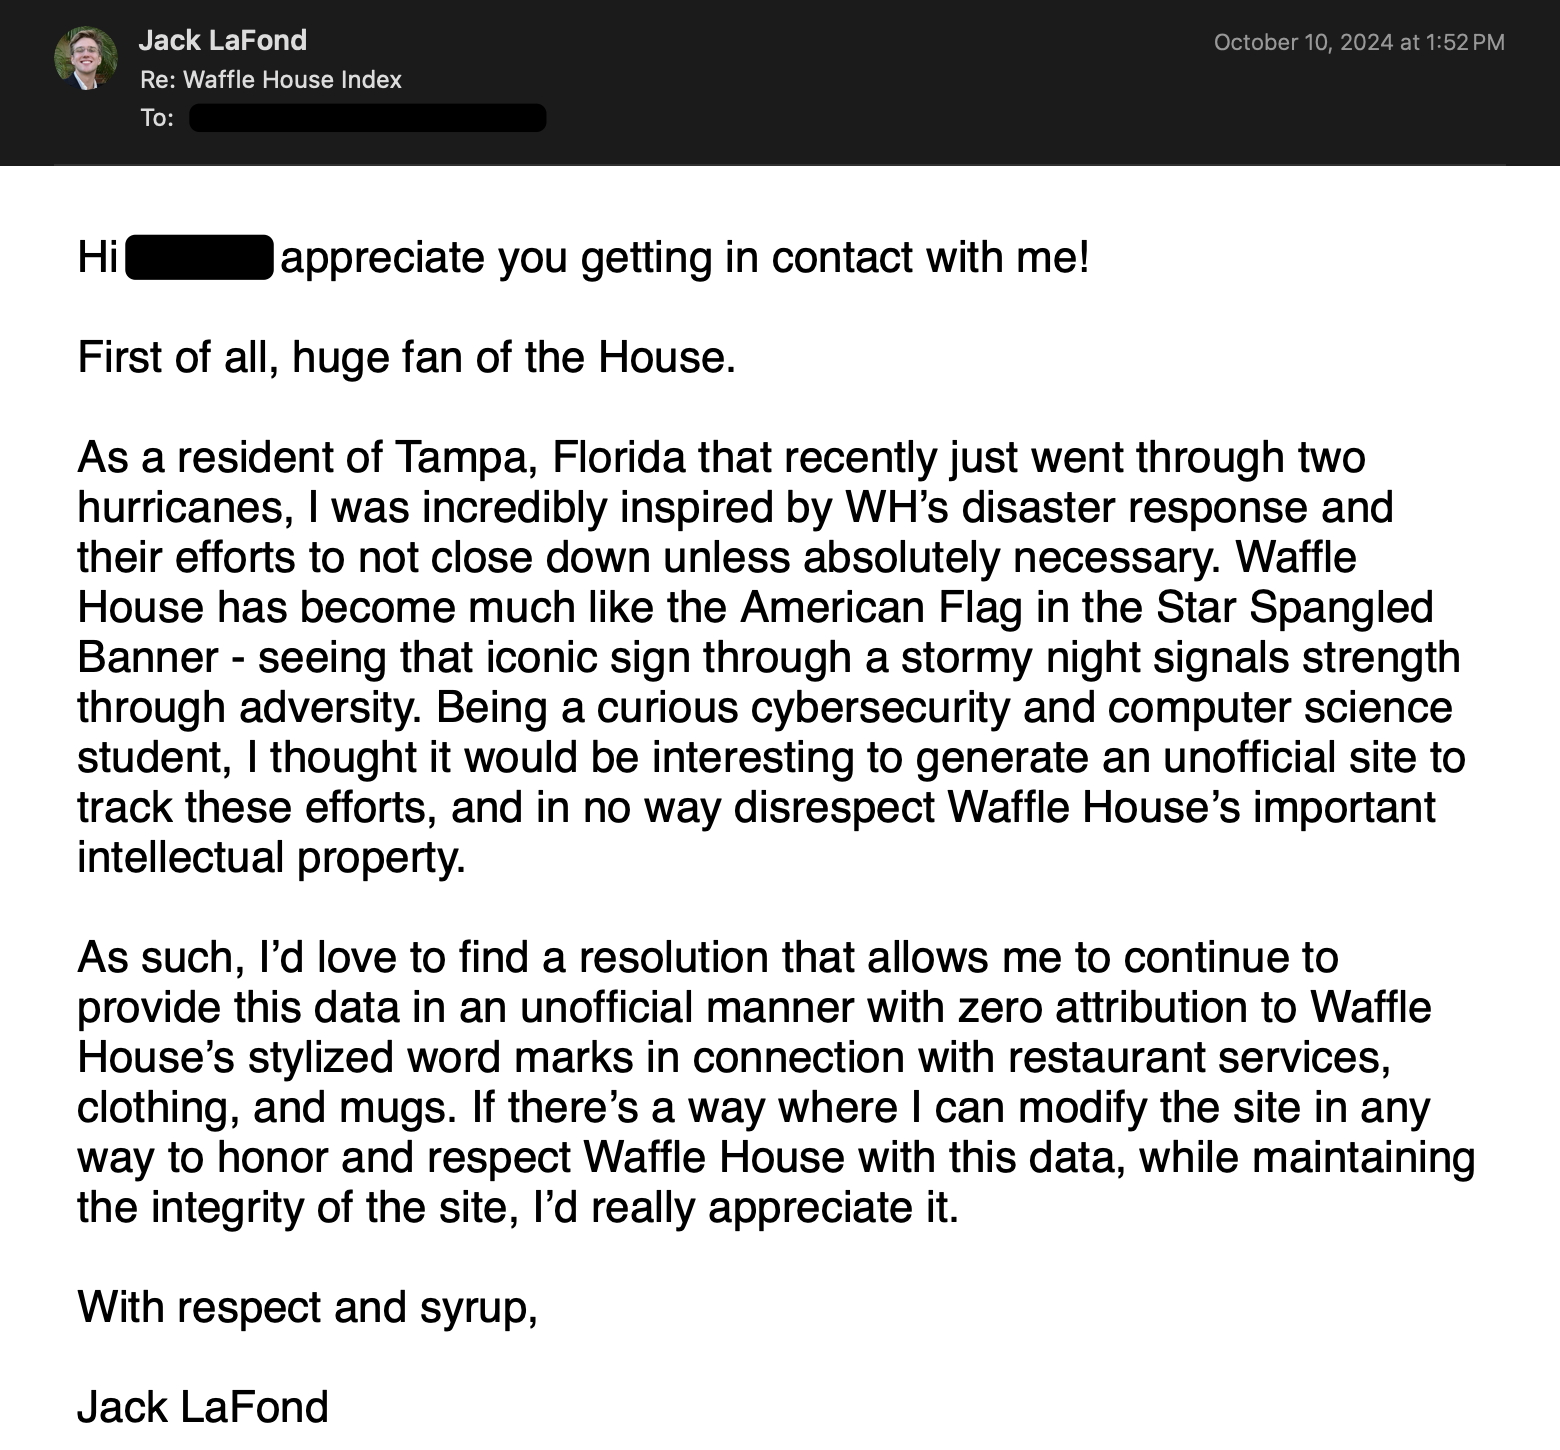 Jack LaFond
October 10, 2024 at 1:52 PM
Re: Waffle House Index
To:
Hi appreciate you getting in contact with me!
First of all, huge fan of the House.
As a resident of Tampa, Florida that recently just went through two
hurricanes, I was incredibly inspired by WH’s disaster response and
their efforts to not close down unless absolutely necessary. Waffle
House has become much like the American Flag in the Star Spangled
Banner - seeing that iconic sign through a stormy night signals strength
through adversity. Being a curious cybersecurity and computer science
student, I thought it would be interesting to generate an unofficial site to
track these efforts, and in no way disrespect Waffle House’s important
intellectual property.
As such, I’d love to find a resolution that allows me to continue to
provide this data in an unofficial manner with zero attribution to Waffle
House’s stylized word marks in connection with restaurant services,
clothing, and mugs. If there’s a way where I can modify the site in any
way to honor and respect Waffle House with this data, while maintaining
the integrity of the site, I’d really appreciate it.
With respect and syrup,
Jack LaFond